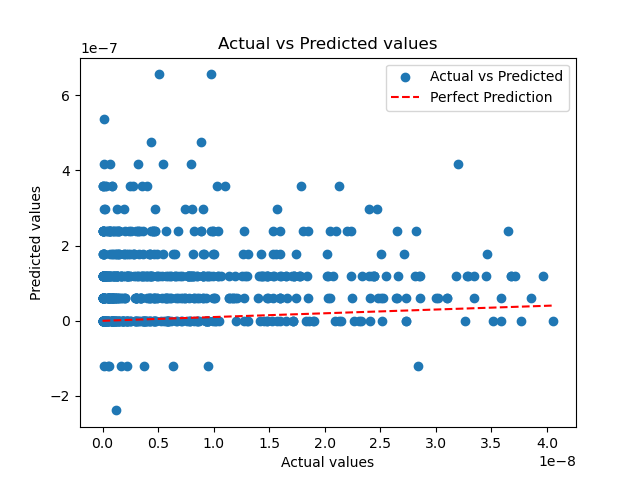 Actual vs Predicted values
1e−7
Actual vs Predicted
Perfect Prediction
6
4
2
0
−2
Predicted values
0.0 0.5 1.0 1.5 2.0 2.5 3.0 3.5 4.0
Actual values
1e−8